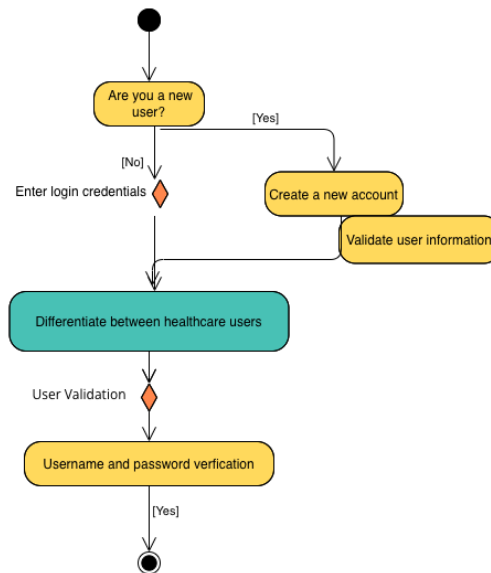 Are you a new
user?
[Yes]
[No]
Enter login credentials
Create a new account
Validate user information
Differentiate between healthcare users
User Validation
Username and password verfication
[Yes]